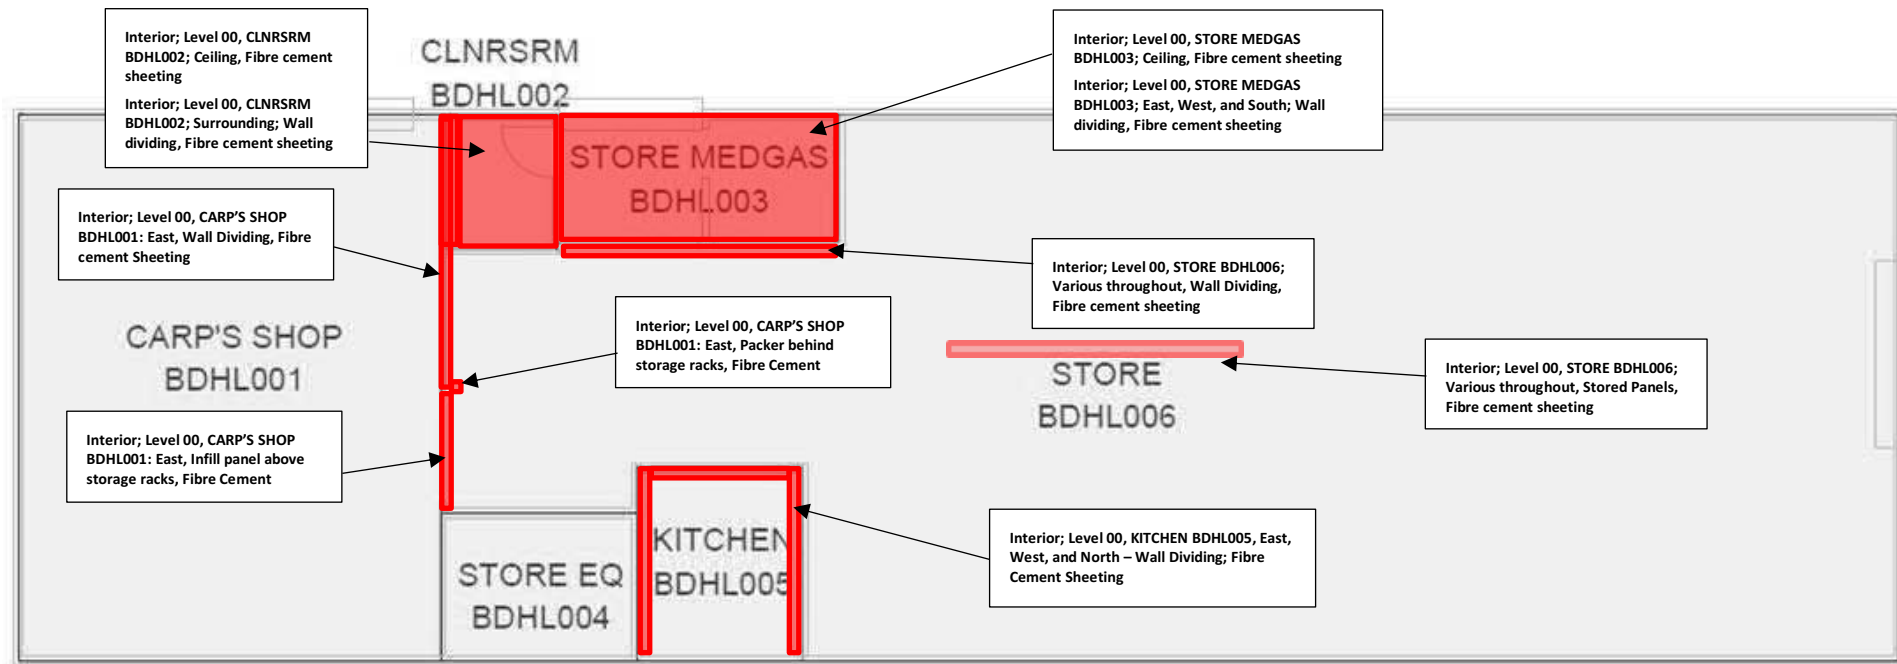 Interior; Level 00, CLNRSRM
BDHL002; Ceiling, Fibre cement
sheeting
Interior; Level 00, CLNRSRM
BDHL002; Surrounding; Wall
dividing, Fibre cement sheeting
CLNRSRM
BDHL002
Interior; Level 00, STORE MEDGAS
BDHL003; Ceiling, Fibre cement sheeting
Interior; Level 00, STORE MEDGAS
BDHL003; East, West, and South; Wall
dividing, Fibre cement sheeting
STORE MEDGAS
BDHL003
Interior; Level 00, CARP'S SHOP
BDHL001: East, Wall Dividing, Fibre
cement Sheeting
Interior; Level 00, STORE BDHL006;
Various throughout, Wall Dividing,
Fibre cement sheeting
CARP'S SHOP
BDHL001
Interior; Level 00, CARP'S SHOP
BDHL001: East, Packer behind
storage racks, Fibre Cement
STORE
BDHL006
Interior; Level 00, STORE BDHL006;
Various throughout, Stored Panels,
Fibre cement sheeting
Interior; Level 00, CARP'S SHOP
BDHL001: East, Infill panel above
storage racks, Fibre Cement
STORE EQ
BDHL004
KITCHEN
BDHL005
Interior; Level 00, KITCHEN BDHL005, East,
West, and North – Wall Dividing; Fibre
Cement Sheeting